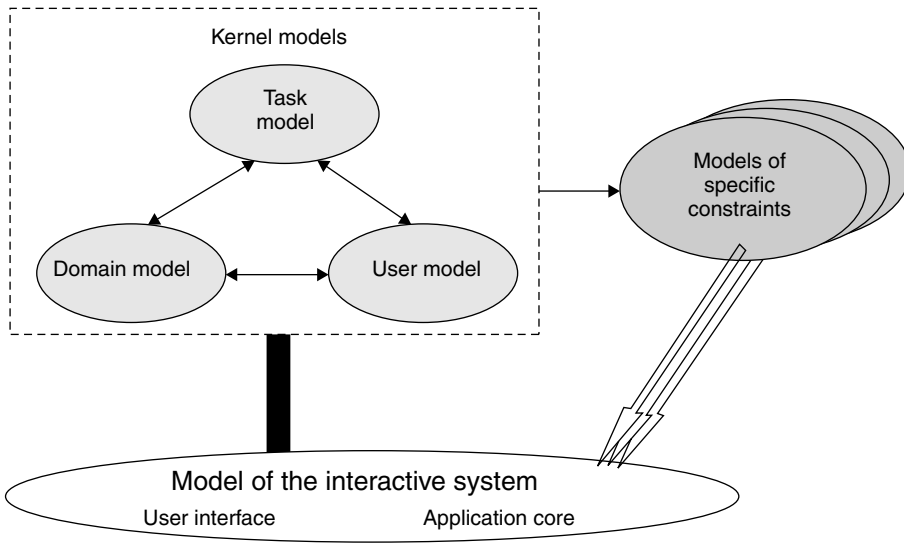 Kernel models
Task
model
Domain model
User model
Models of
specific
constraints
Model of the interactive system
User interface
Application core